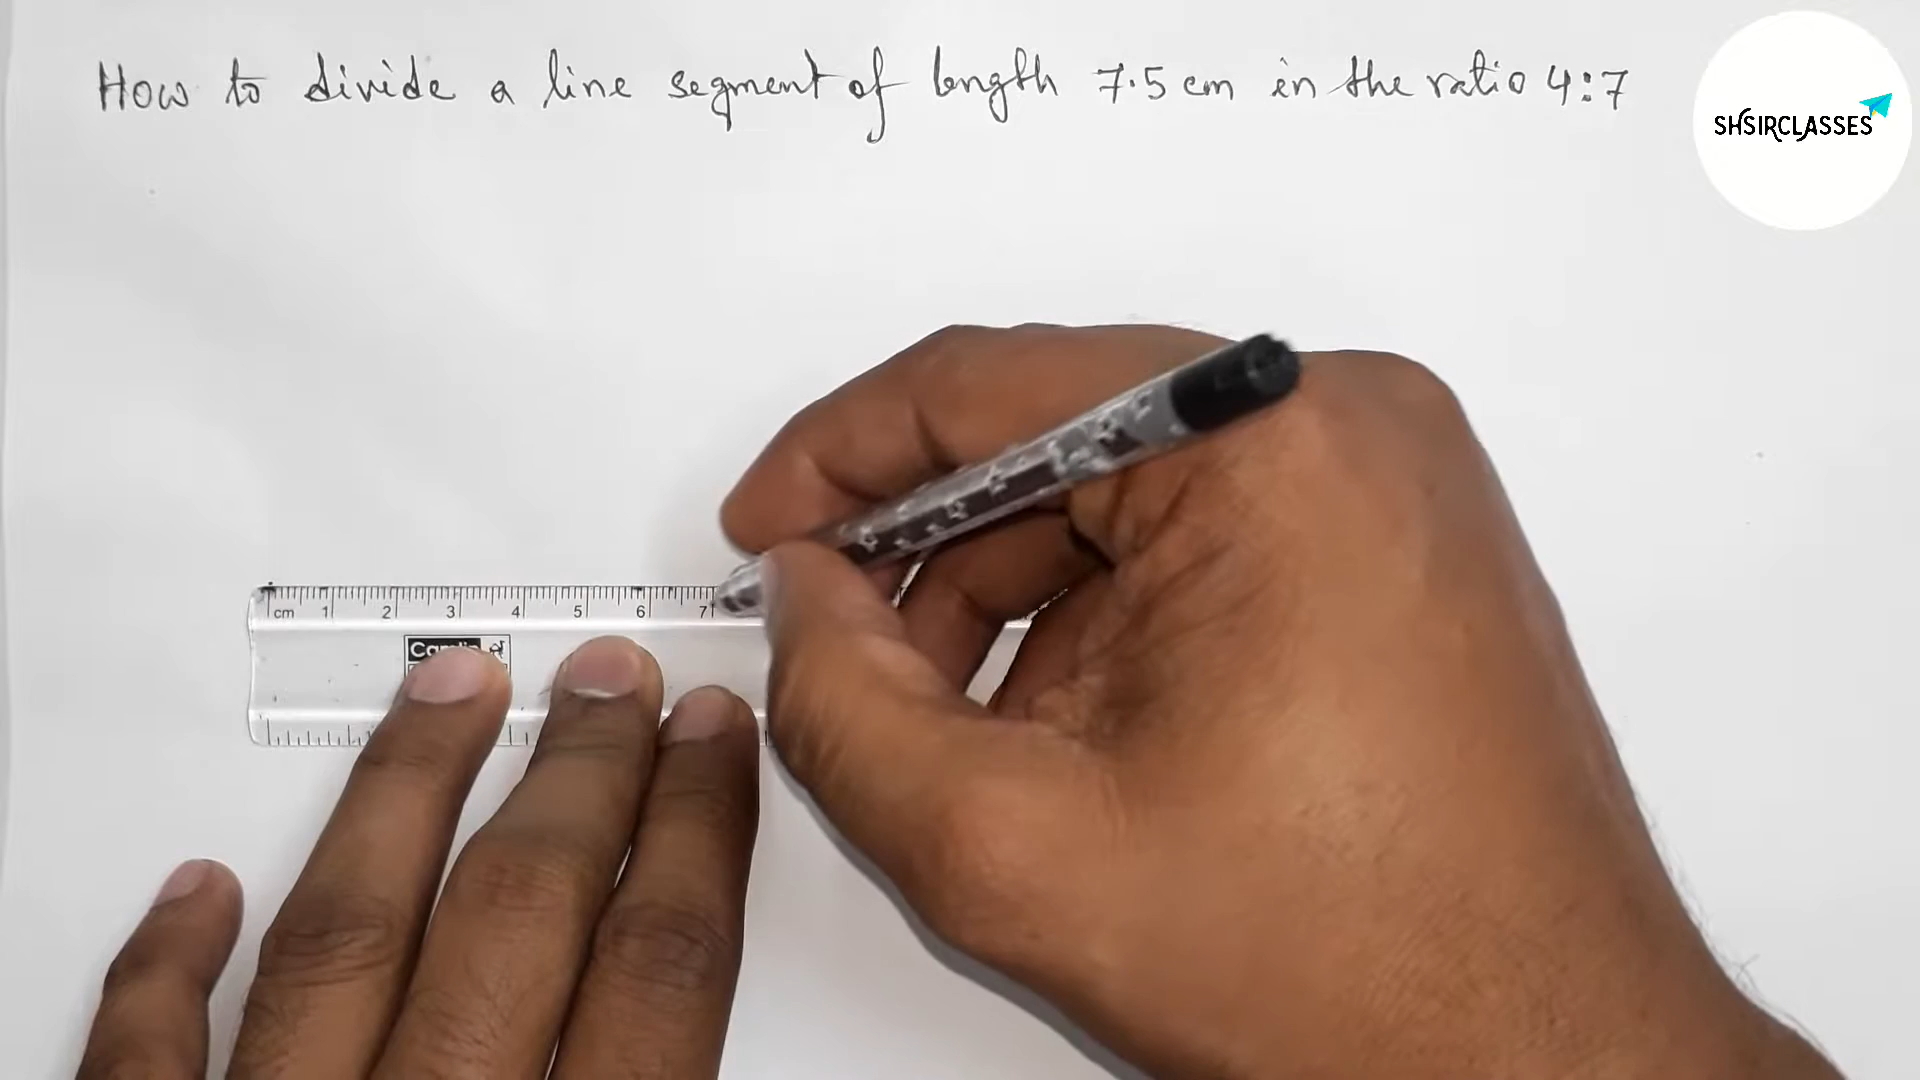 How to divide a line segment of length 7.5 cm in the ratio 4:7
SHSIRCLASSES
cm 1 2 3 4 5 6 7